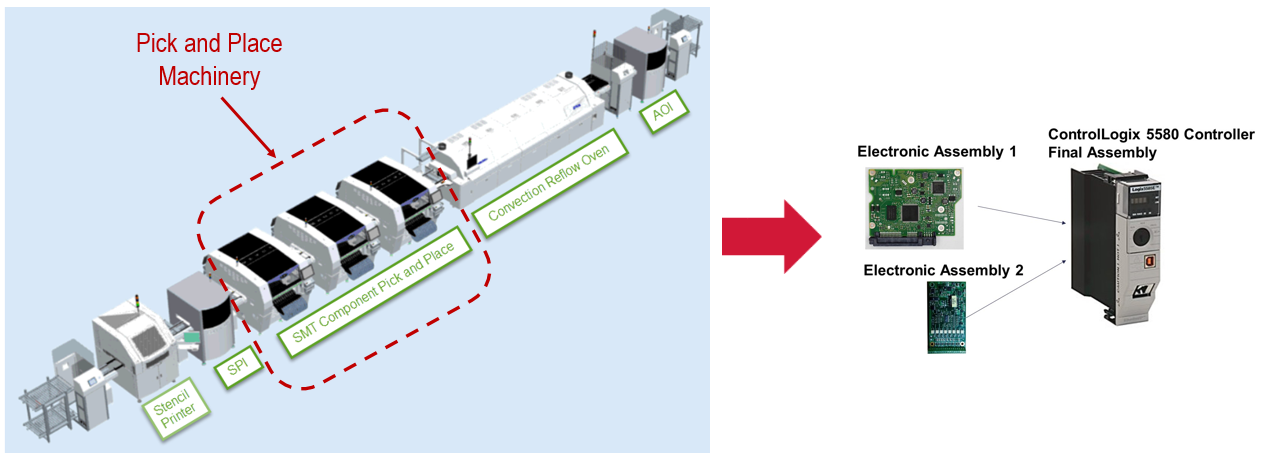 Pick and Place
Machinery
AOI
Convection Reflow Oven
SMT Component Pick and Place
SPI
Stencil
Printer
Electronic Assembly 1
Electronic Assembly 2
ControlLogix 5580 Controller
Final Assembly